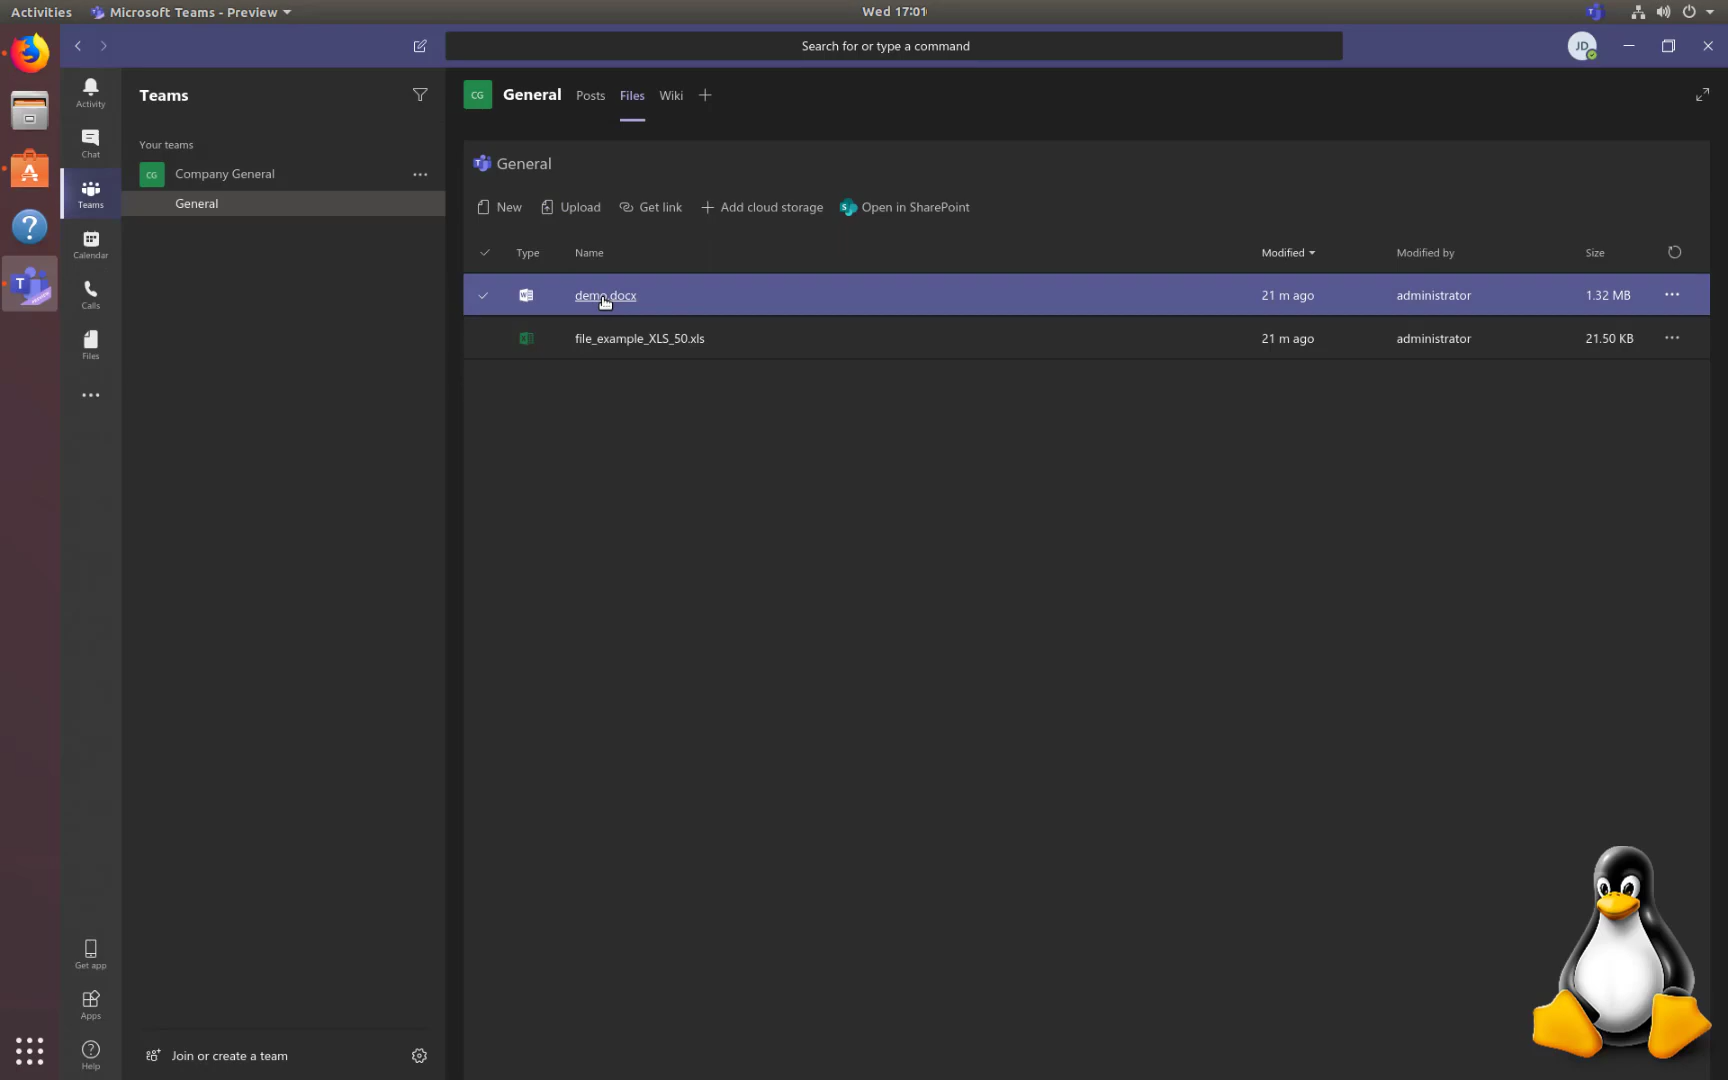 Activities Microsoft Teams - Preview Wed 17:01
Search for or type a command JD
Activity
Chat
Teams
Calendar
Calls
Files
Get app
Apps
Help
Teams
Your teams
CG Company General
General
Join or create a team
CG General Posts Files Wiki
General
New Upload Get link Add cloud storage Open in SharePoint
Type Name Modified Modified by Size
demo.docx 21 m ago administrator 1.32 MB
file_example_XLS_50.xls 21 m ago administrator 21.50 KB